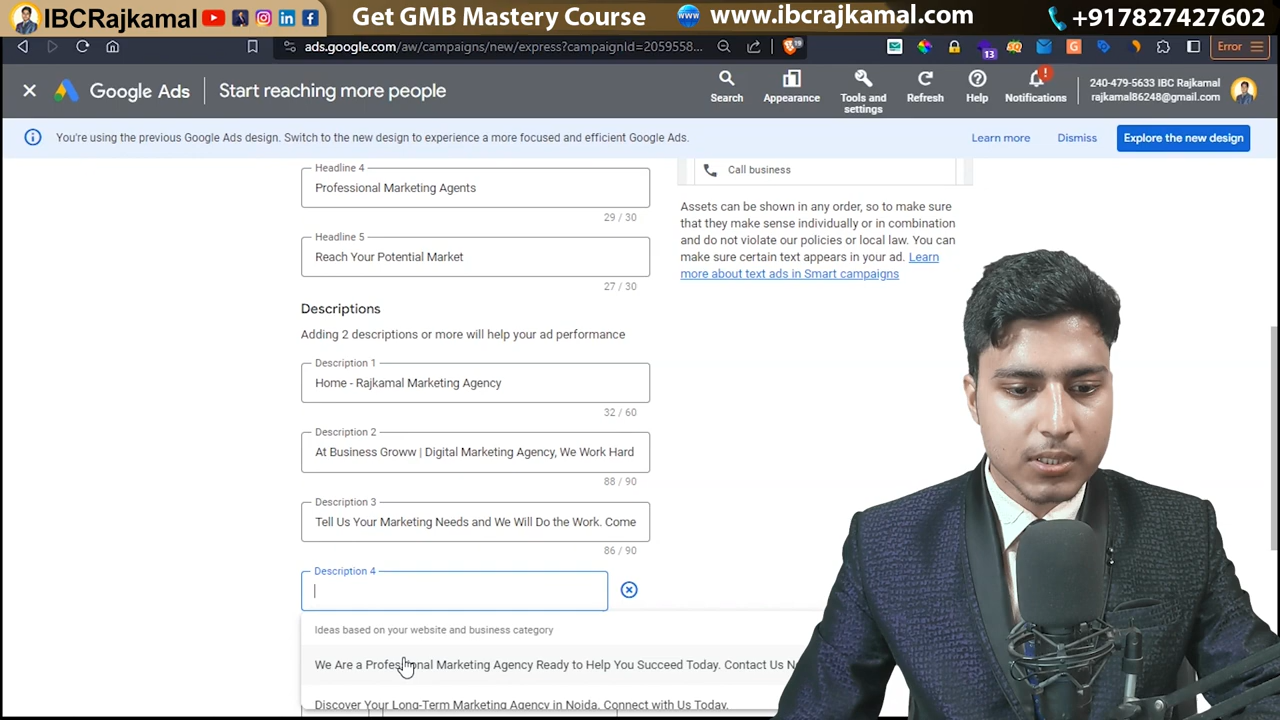 IBCRajkamal
Get GMB Mastery Course
www.ibcrajkamal.com
+917827427602
ads.google.com/aw/campaigns/new/express?campaignId=2059558...
13
Error
Google Ads
Start reaching more people
Search
Appearance
Tools and settings
Refresh
Help
Notifications
240-479-5633 IBC Rajkamal
rajkamal86248@gmail.com
You're using the previous Google Ads design. Switch to the new design to experience a more focused and efficient Google Ads.
Learn more
Dismiss
Explore the new design
Headline 4
Professional Marketing Agents
29 / 30
Headline 5
Reach Your Potential Market
27 / 30
Descriptions
Adding 2 descriptions or more will help your ad performance
Description 1
Home - Rajkamal Marketing Agency
32 / 60
Description 2
At Business Groww | Digital Marketing Agency, We Work Hard
88 / 90
Description 3
Tell Us Your Marketing Needs and We Will Do the Work. Come
86 / 90
Description 4
Ideas based on your website and business category
We Are a Professional Marketing Agency Ready to Help You Succeed Today. Contact Us
Discover Your Long-Term Marketing Agency in Noida. Connect with Us Today.
Call business
Assets can be shown in any order, so to make sure
that they make sense individually or in combination
and do not violate our policies or local law. You can
make sure certain text appears in your ad. Learn
more about text ads in Smart campaigns